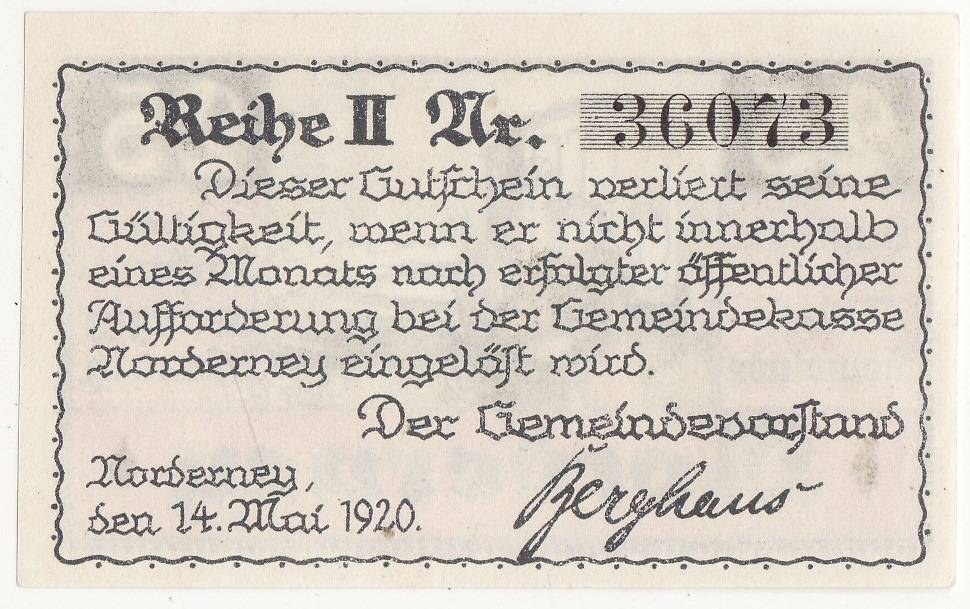 Reihe II Nr. 36073
Dieser Gutschein verliert seine
Gültigkeit, wenn er nicht innerhalb
eines Monats nach erfolgter öffentlicher
Aufforderung bei der Gemeindekasse
Norderney eingelöst wird.
Der Gemeindevorstand
Norderney,
den 14. Mai 1920.
Berghaus